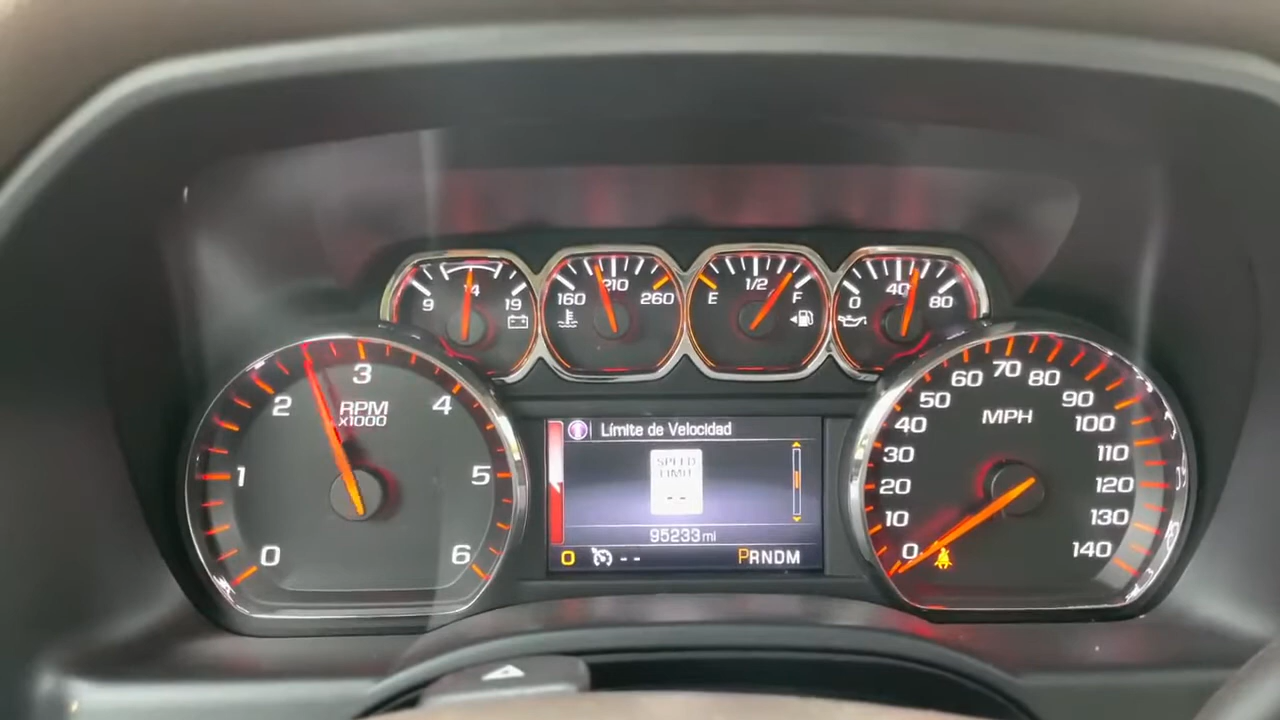 9 14 19
160 210 260
E 1/2 F
0 40 80
0 1 2 3 4 5 6
RPM
x1000
Límite de Velocidad
SPEED
LIMIT
--
95233 mi
0 -- PRNDM
0 10 20 30 40 50 60 70 80 90 100 110 120 130 140
MPH